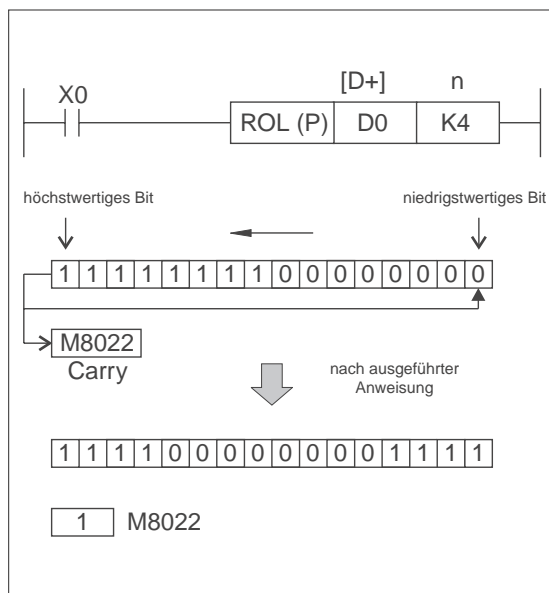 [D+] n
X0
ROL (P) D0 K4
höchstwertiges Bit niedrigstwertiges Bit
1 1 1 1 1 1 1 1 0 0 0 0 0 0 0 0
M8022
Carry
nach ausgeführter
Anweisung
1 1 1 1 0 0 0 0 0 0 0 0 1 1 1 1
1 M8022